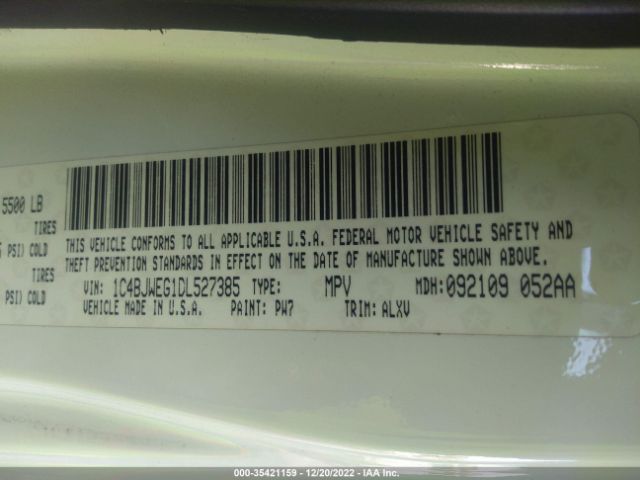 5500 LB
TIRES
PSI) COLD
TIRES
PSI) COLD
THIS VEHICLE CONFORMS TO ALL APPLICABLE U.S.A. FEDERAL MOTOR VEHICLE SAFETY AND
THEFT PREVENTION STANDARDS IN EFFECT ON THE DATE OF MANUFACTURE SHOWN ABOVE.
VIN: 1C4BJWEG1DL527385 TYPE: MPV MDH: 092109 052AA
VEHICLE MADE IN U.S.A. PAINT: PW7 TRIM: ALXV
000-35421159 - 12/20/2022 - IAA Inc.